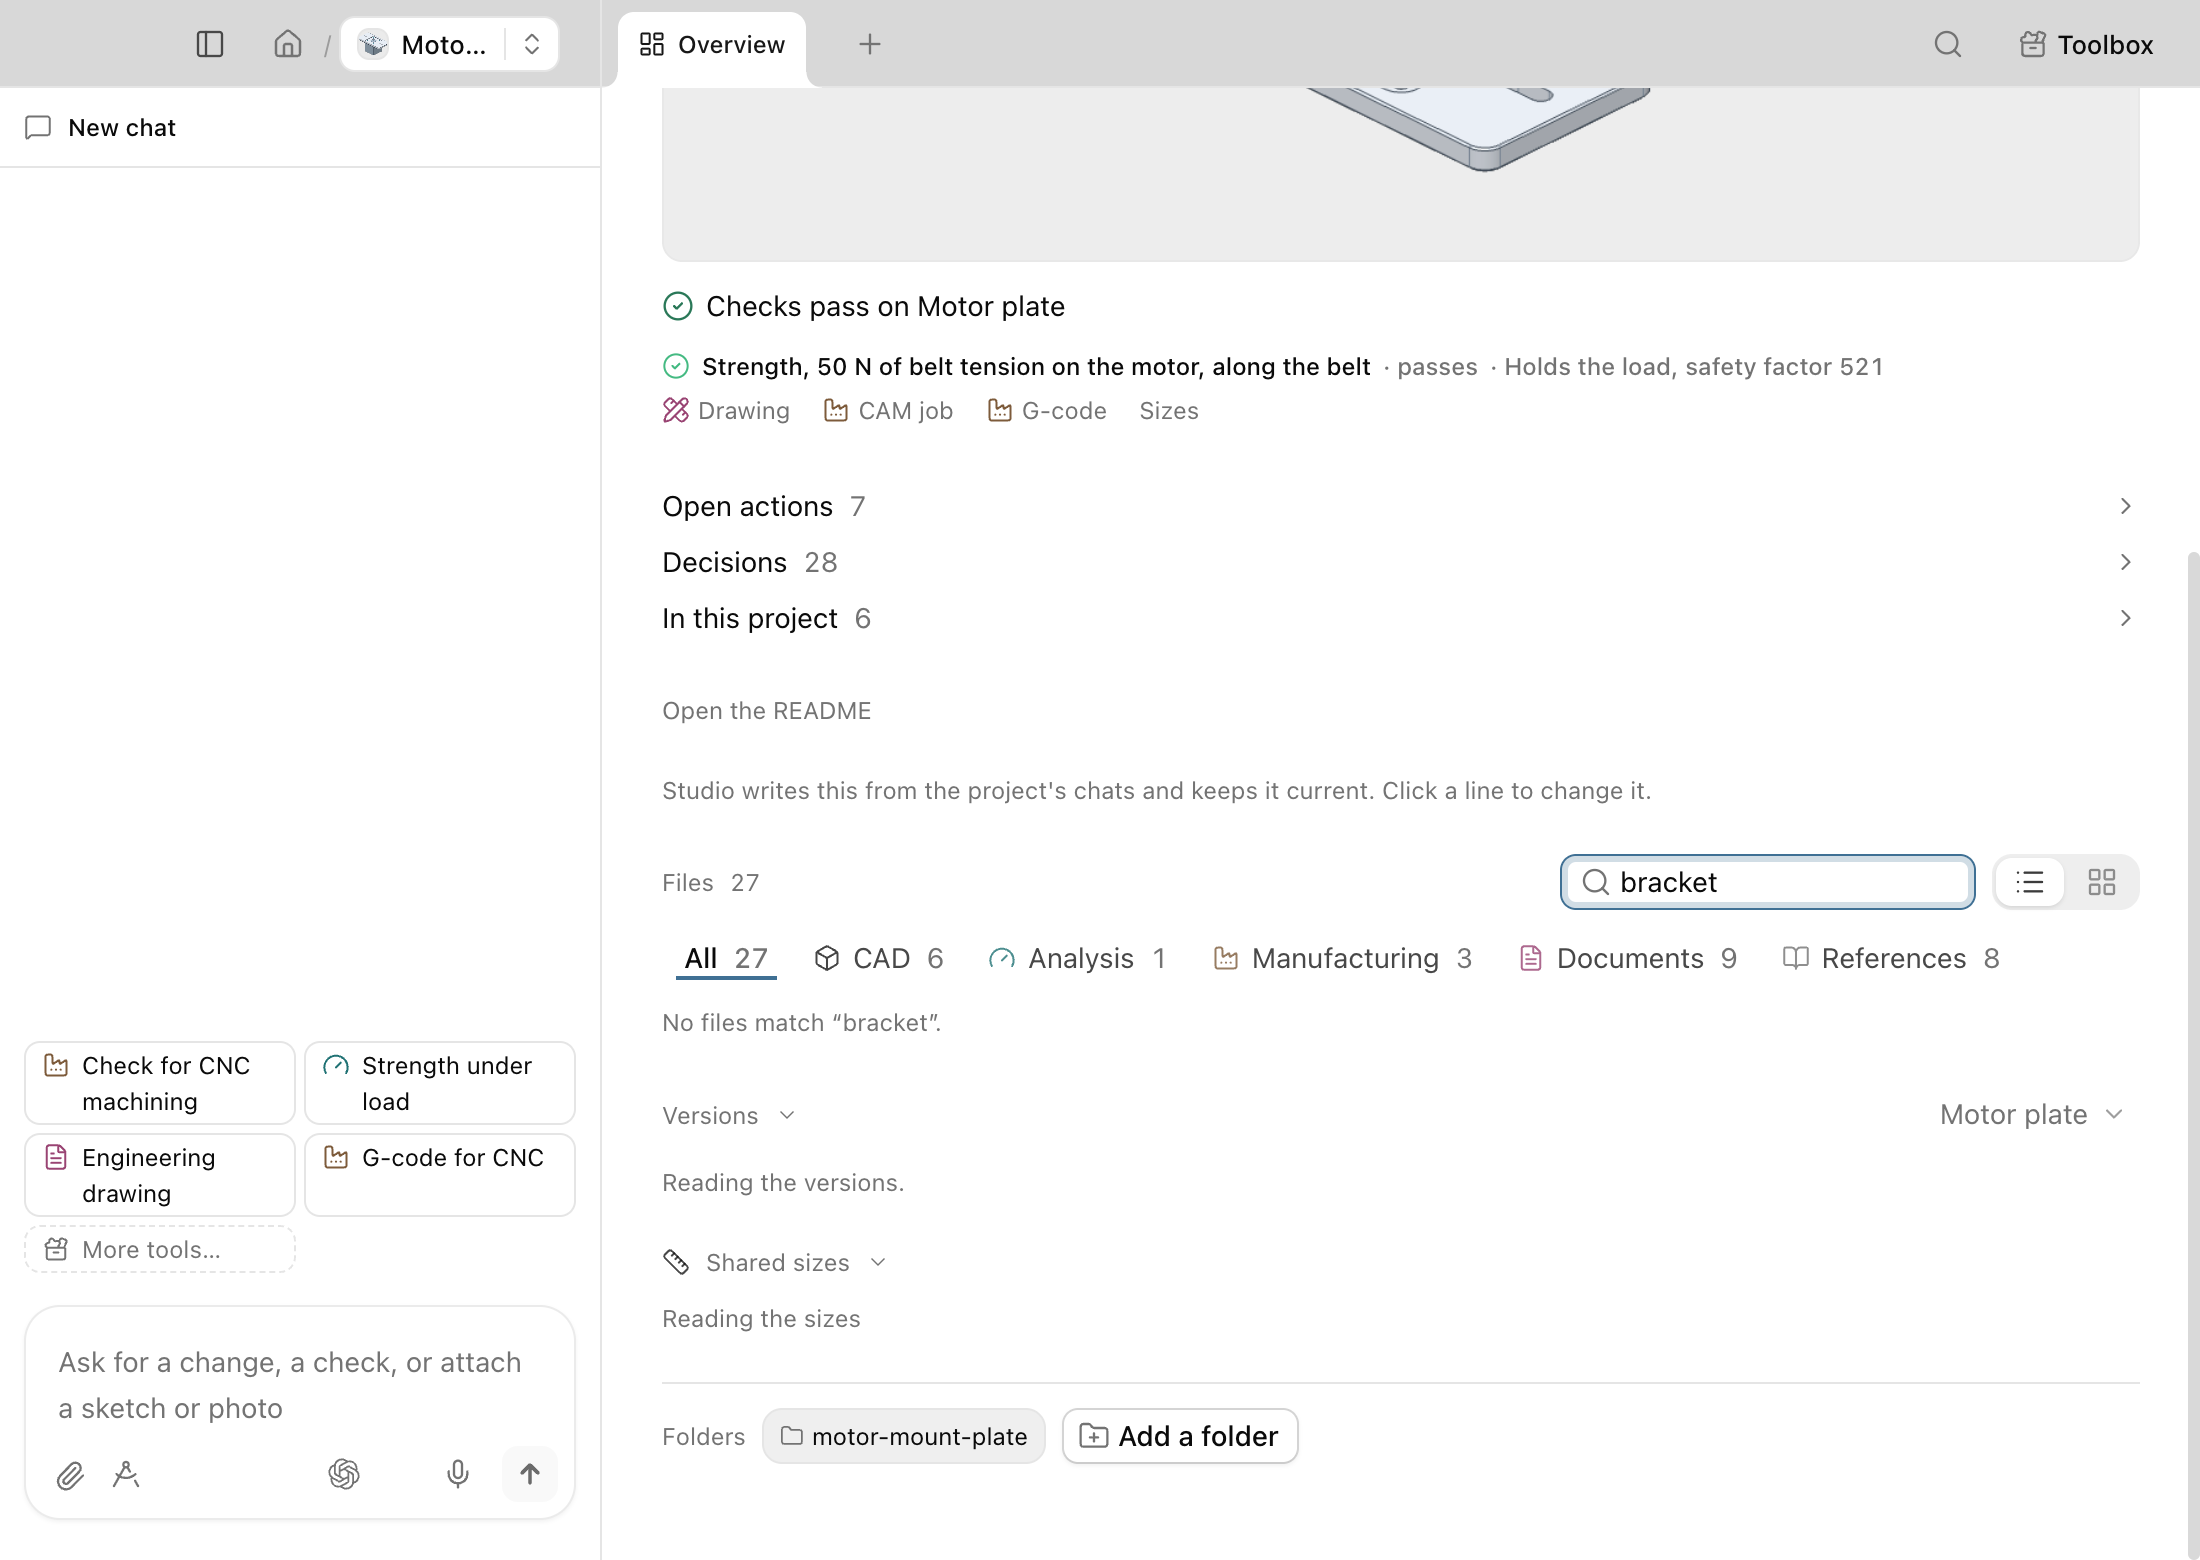 Moto...
Overview
Toolbox
New chat
Checks pass on Motor plate
Strength, 50 N of belt tension on the motor, along the belt · passes · Holds the load, safety factor 521
Drawing CAM job G-code Sizes
Open actions 7
Decisions 28
In this project 6
Open the README
Studio writes this from the project's chats and keeps it current. Click a line to change it.
Files 27
bracket
All 27 CAD 6 Analysis 1 Manufacturing 3 Documents 9 References 8
No files match “bracket”.
Versions
Motor plate
Reading the versions.
Shared sizes
Reading the sizes
Folders motor-mount-plate Add a folder
Check for CNC
machining
Strength under
load
Engineering
drawing
G-code for CNC
More tools...
Ask for a change, a check, or attach
a sketch or photo